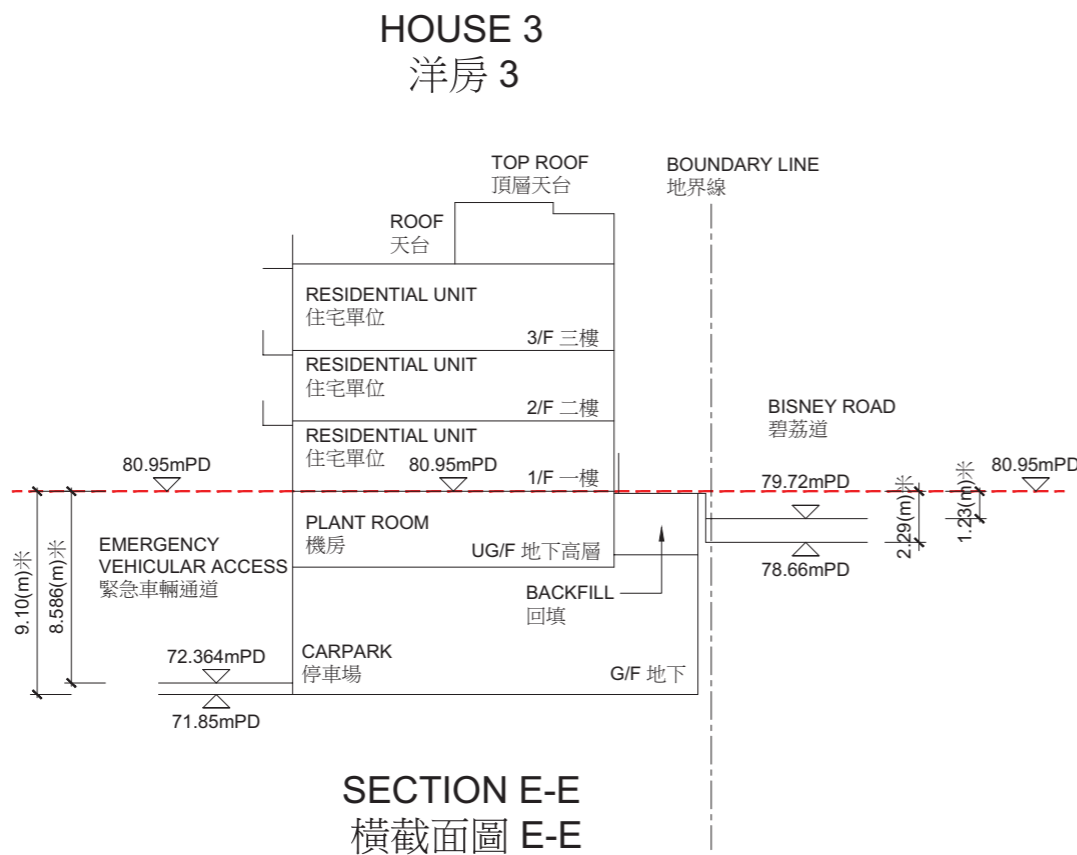 HOUSE 3
洋房 3
TOP ROOF
頂層天台
BOUNDARY LINE
地界線
ROOF
天台
RESIDENTIAL UNIT
住宅單位
3/F 三樓
RESIDENTIAL UNIT
住宅單位
2/F 二樓
BISNEY ROAD
碧荔道
RESIDENTIAL UNIT
住宅單位
1/F 一樓
80.95mPD
80.95mPD
80.95mPD
79.72mPD
2.29(m)米
1.23(m)米
78.66mPD
PLANT ROOM
機房
UG/F 地下高層
EMERGENCY
VEHICULAR ACCESS
緊急車輛通道
9.10(m)米
8.586(m)米
BACKFILL
回填
72.364mPD
71.85mPD
CARPARK
停車場
G/F 地下
SECTION E-E
橫截面圖 E-E